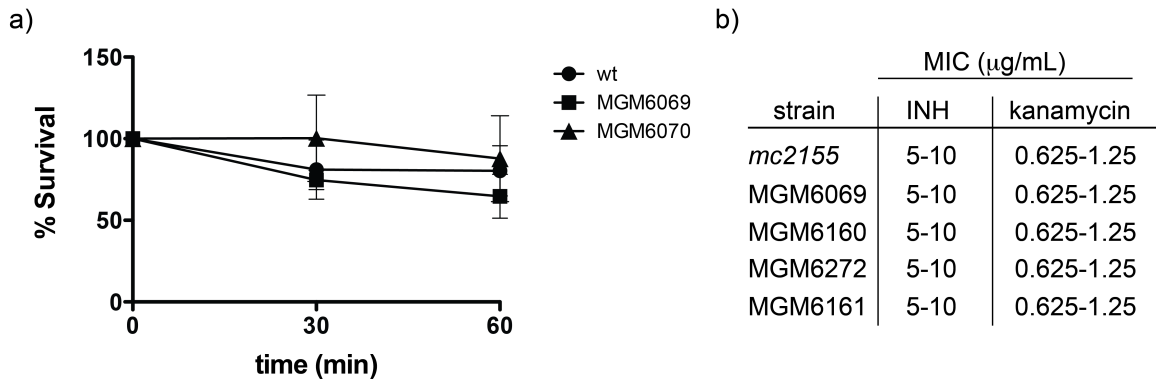 a)
150
100
50
0
0
30
60
% Survival
time (min)
wt
MGM6069
MGM6070
b)
MIC (μg/mL)
strain INH kanamycin
mc2155 5-10 0.625-1.25
MGM6069 5-10 0.625-1.25
MGM6160 5-10 0.625-1.25
MGM6272 5-10 0.625-1.25
MGM6161 5-10 0.625-1.25